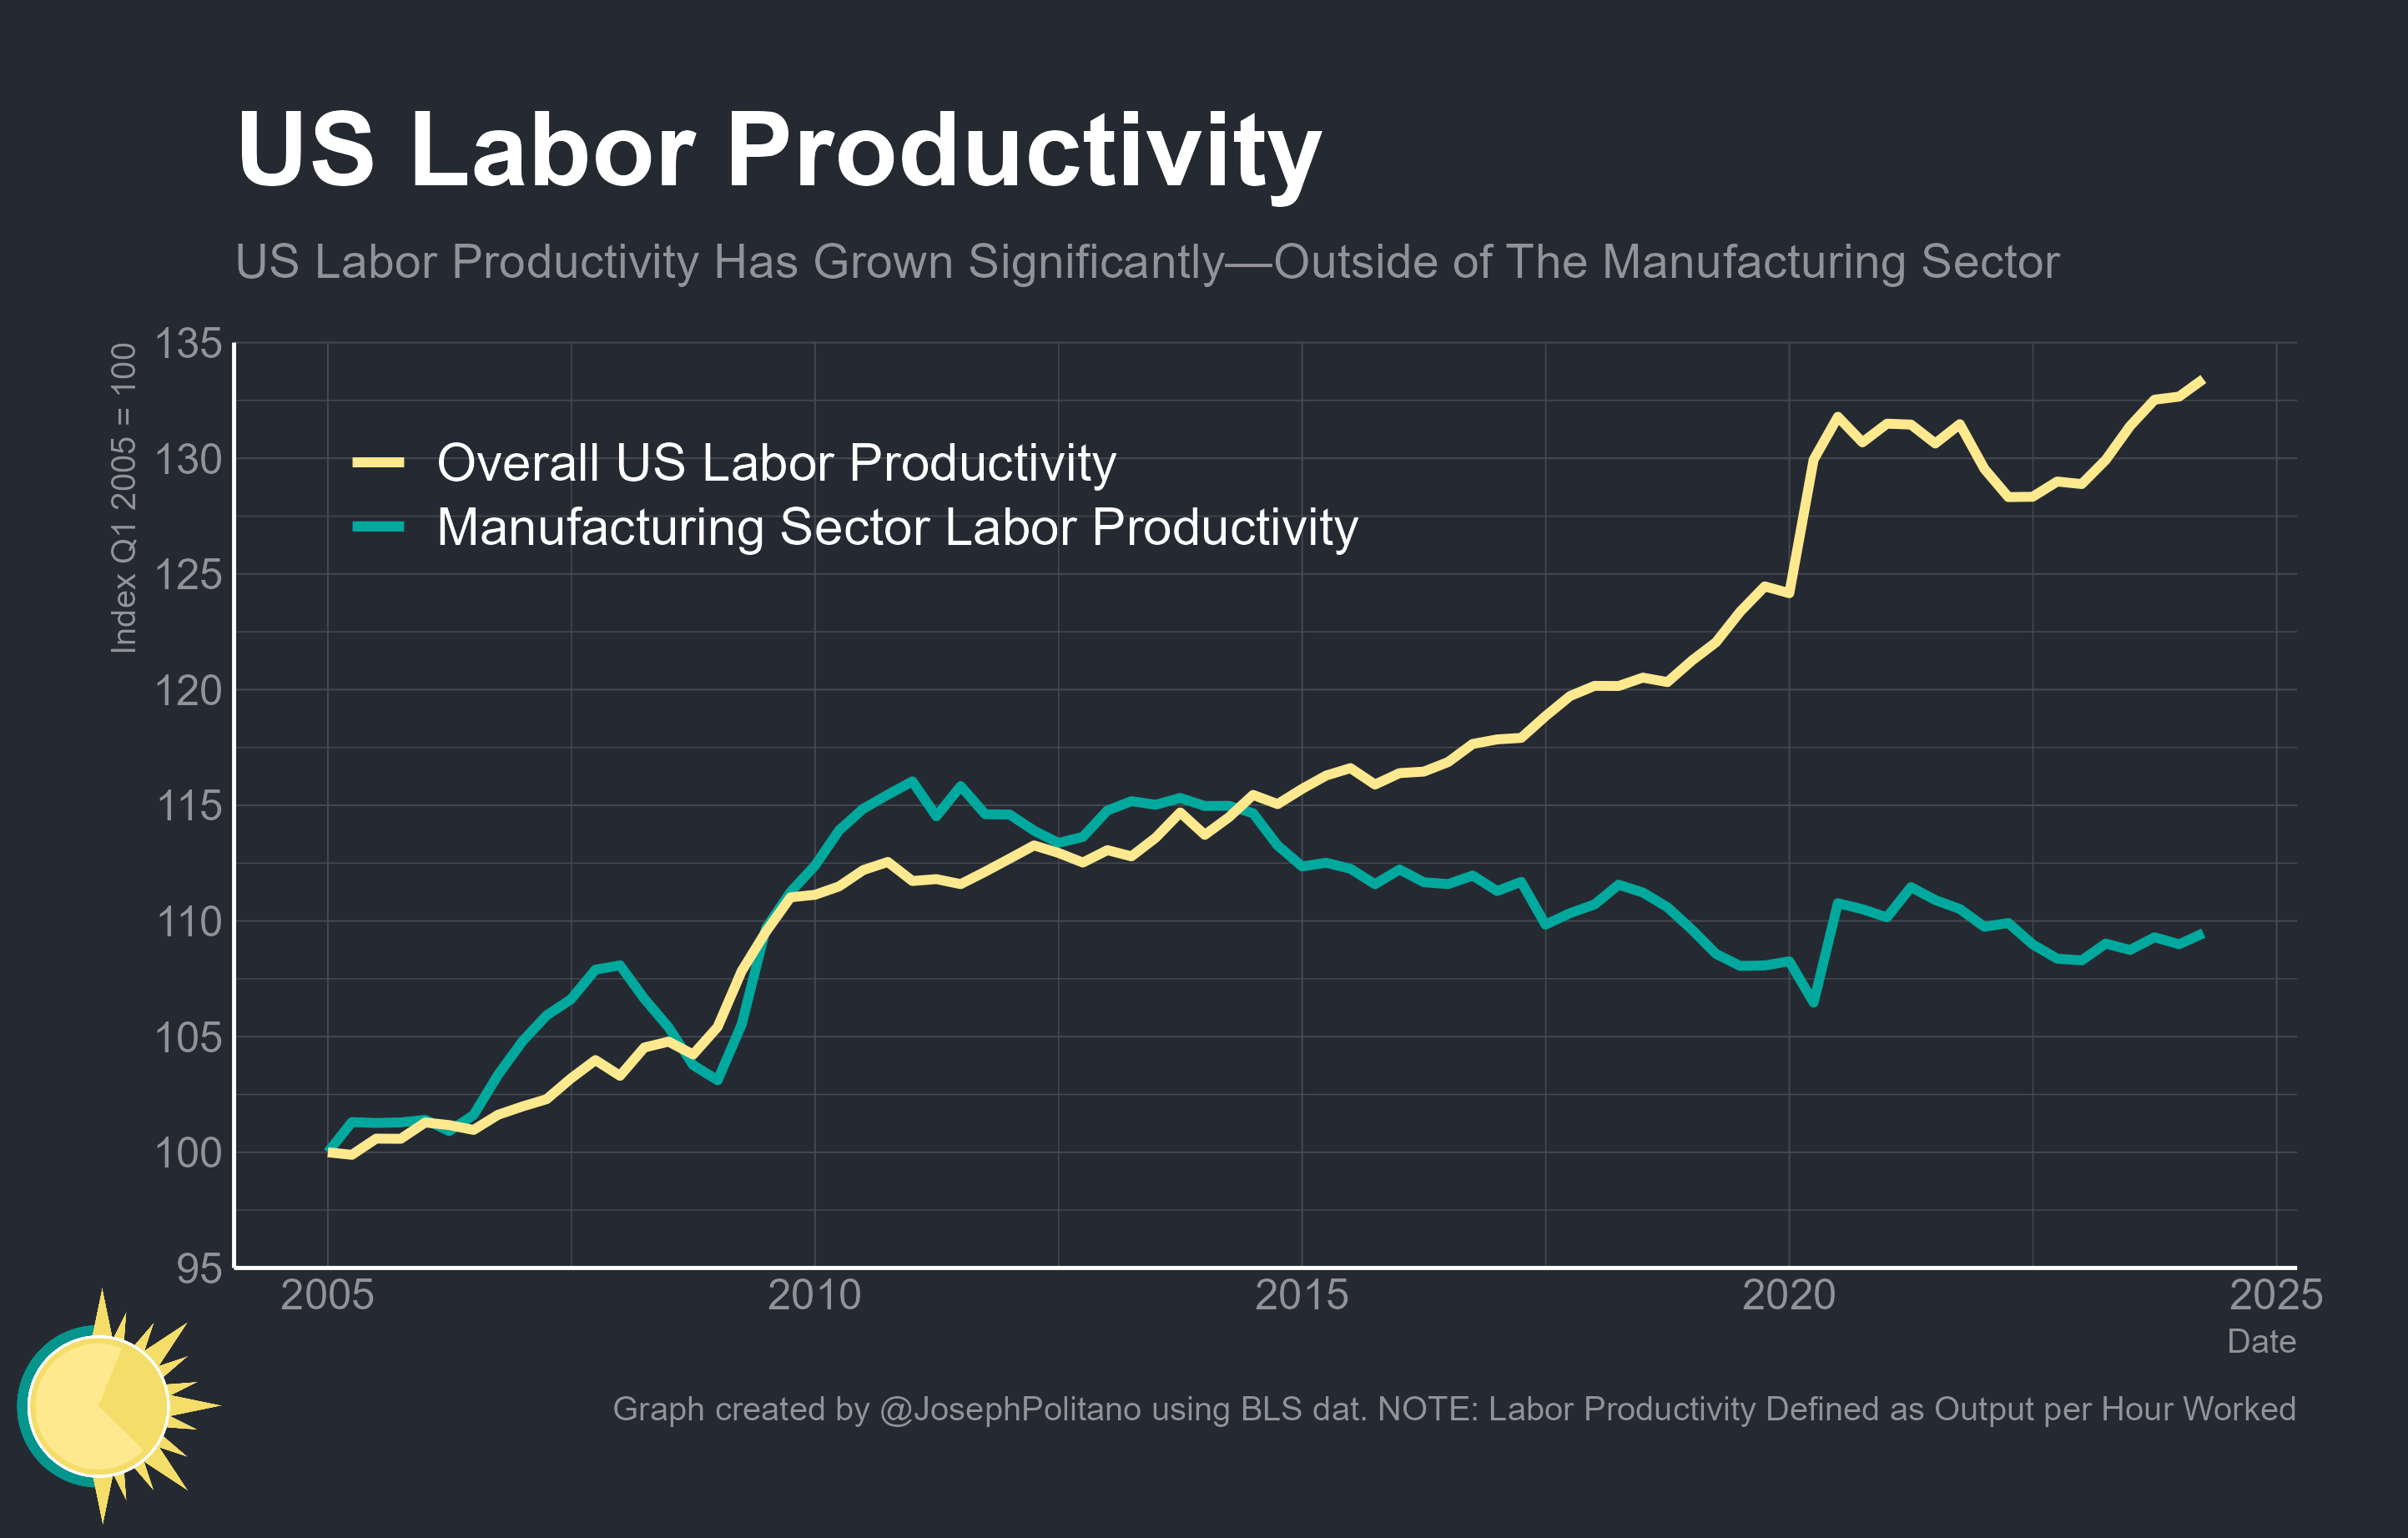 US Labor Productivity
US Labor Productivity Has Grown Significantly—Outside of The Manufacturing Sector
Index Q1 2005 = 100
135
130
125
120
115
110
105
100
95
Overall US Labor Productivity
Manufacturing Sector Labor Productivity
2005 2010 2015 2020 2025
Date
Graph created by @JosephPolitano using BLS dat. NOTE: Labor Productivity Defined as Output per Hour Worked